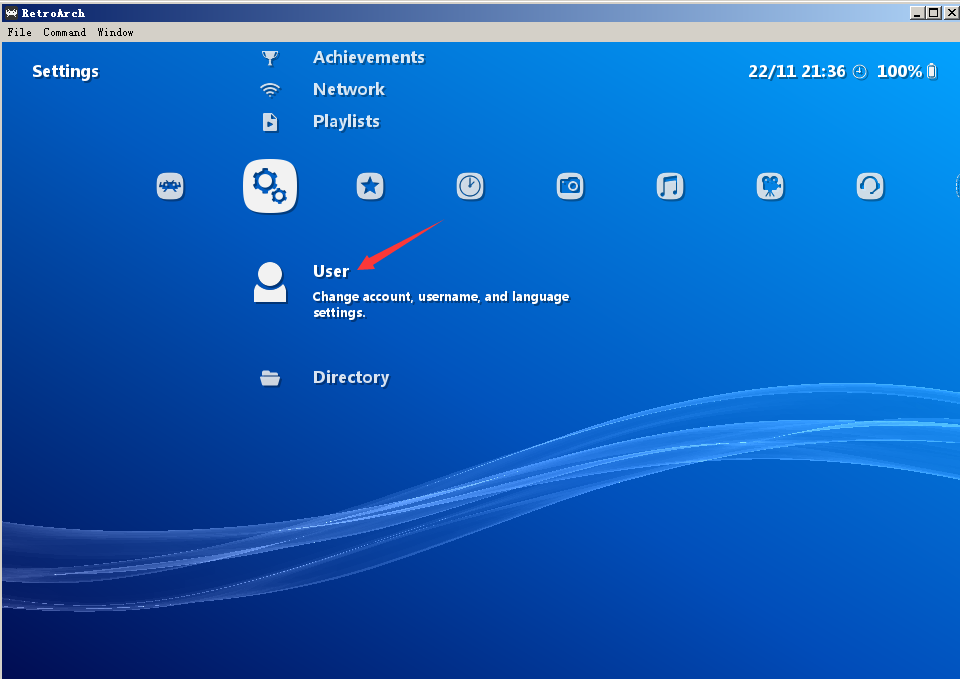 RetroArch
File Command Window
Achievements
Settings
22/11 21:36 100%
Network
Playlists
User
Change account, username, and language
settings.
Directory